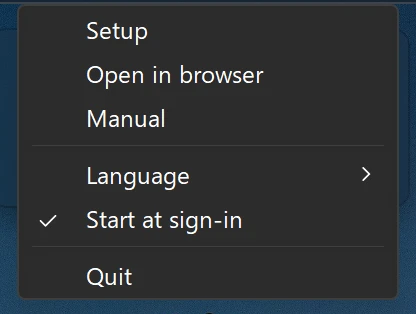 Setup
Open in browser
Manual
Language
Start at sign-in
Quit